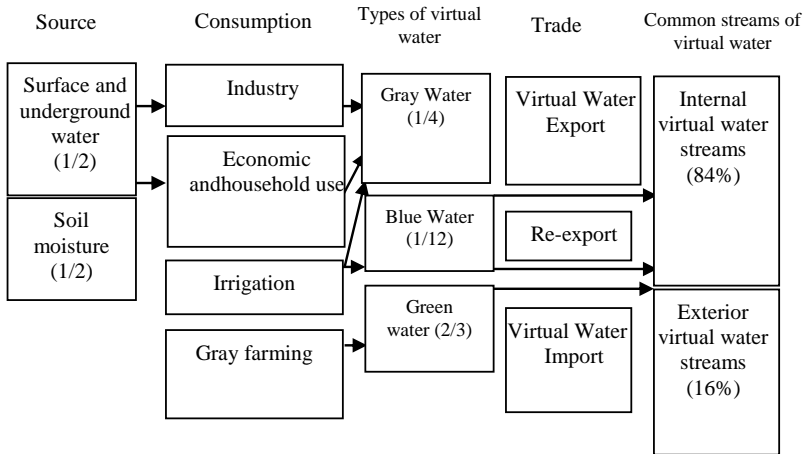 Source
Consumption
Types of virtual
water
Trade
Common streams of
virtual water
Surface and
underground
water
(1/2)
Soil
moisture
(1/2)
Industry
Economic
andhousehold use
Irrigation
Gray farming
Gray Water
(1/4)
Blue Water
(1/12)
Green
water (2/3)
Virtual Water
Export
Re-export
Virtual Water
Import
Internal
virtual water
streams
(84%)
Exterior
virtual water
streams
(16%)